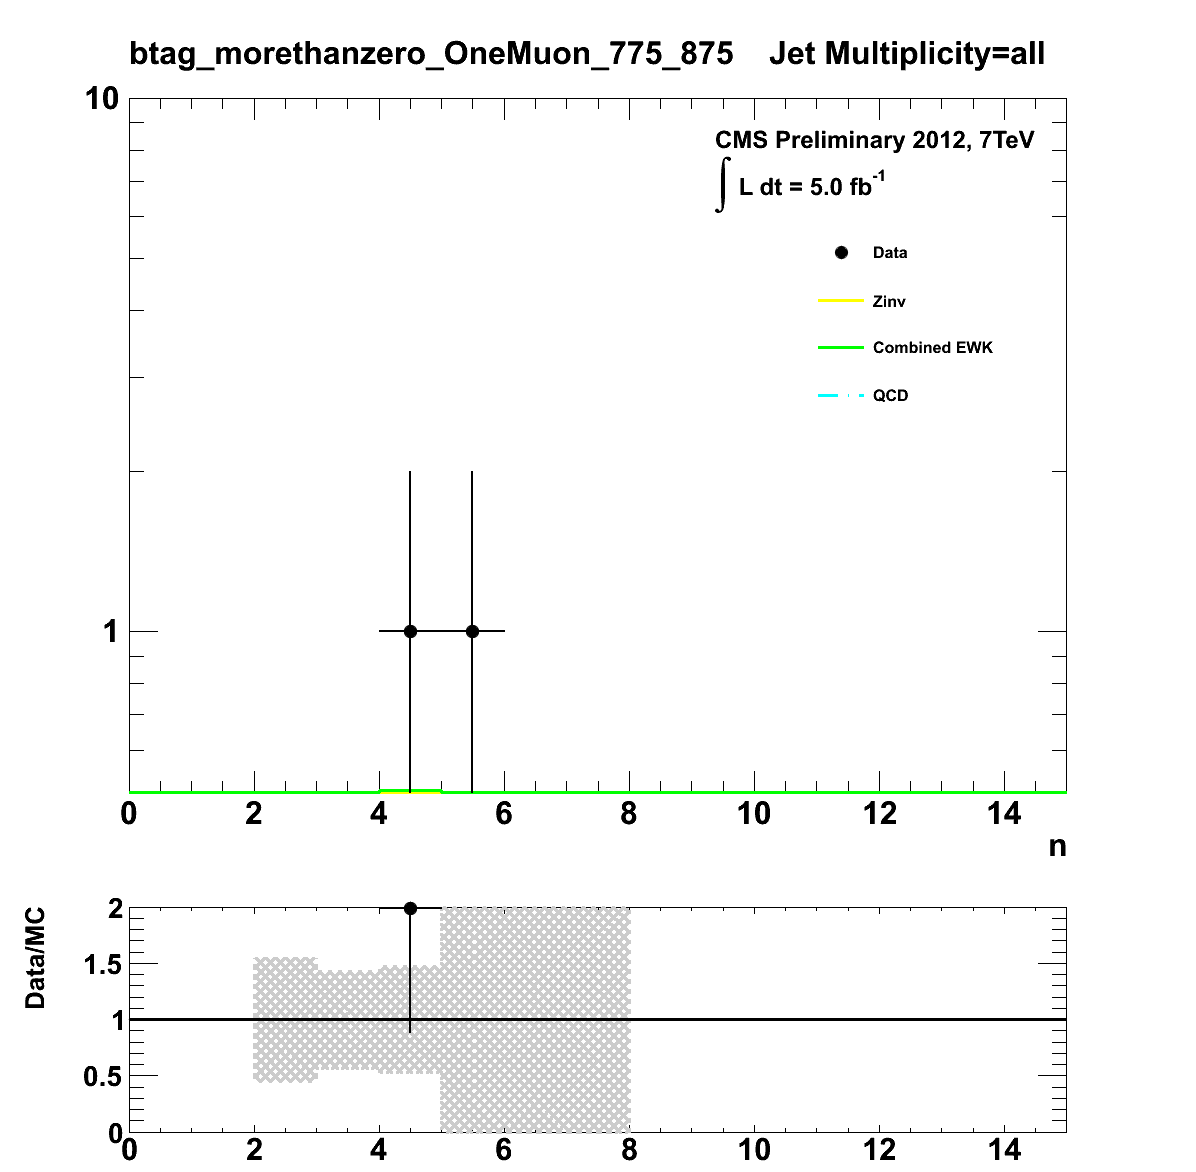 btag_morethanzero_OneMuon_775_875 Jet Multiplicity=all
10
CMS Preliminary 2012, 7TeV
∫ L dt = 5.0 fb⁻¹
Data
Zinv
Combined EWK
QCD
1
0 2 4 6 8 10 12 14
n
Data/MC
2
1.5
1
0.5
0
0 2 4 6 8 10 12 14